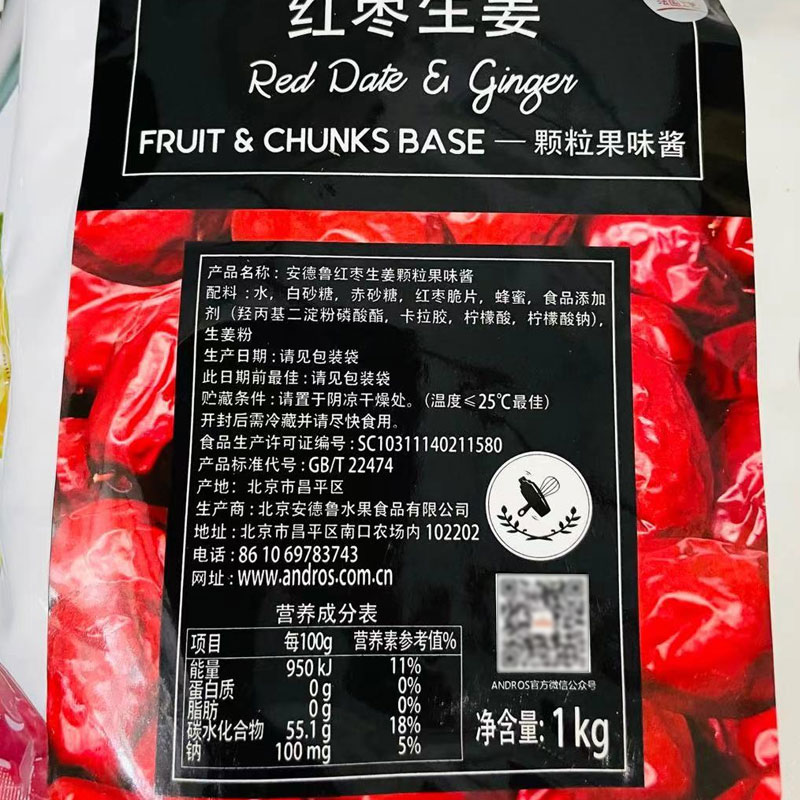 红枣生姜
Red Date & Ginger
FRUIT & CHUNKS BASE — 颗粒果味酱
产品名称: 安德鲁红枣生姜颗粒果味酱
配料: 水, 白砂糖, 赤砂糖, 红枣脆片, 蜂蜜, 食品添加
剂 (羟丙基二淀粉磷酸酯, 卡拉胶, 柠檬酸, 柠檬酸钠),
生姜粉
生产日期: 请见包装袋
此日期前最佳: 请见包装袋
贮藏条件: 请置于阴凉干燥处。(温度≤25℃最佳)
开封后需冷藏并请尽快食用。
食品生产许可证编号: SC10311140211580
产品标准代号: GB/T 22474
产地: 北京市昌平区
生产商: 北京安德鲁水果食品有限公司
地址: 北京市昌平区南口农场内 102202
电话: 86 10 69783743
网址: www.andros.com.cn
营养成分表
项目 每100g 营养素参考值%
能量 950 kJ 11%
蛋白质 0 g 0%
脂肪 0 g 0%
碳水化合物 55.1 g 18%
钠 100 mg 5%
ANDROS官方微信公众号
净含量: 1 kg